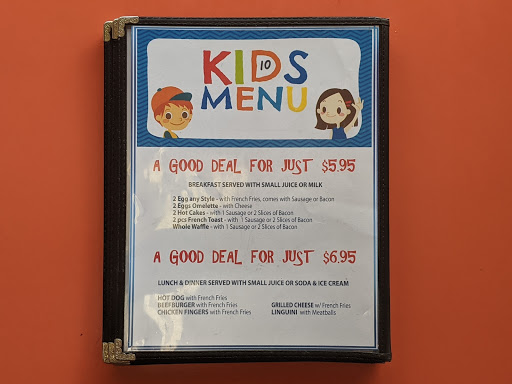 KIDS
10
MENU
A GOOD DEAL FOR JUST $5.95
BREAKFAST SERVED WITH SMALL JUICE OR MILK
2 Egg any Style - with French Fries, comes with Sausage or Bacon
2 Eggs Omelette - with Cheese
2 Hot Cakes - with 1 Sausage or 2 Slices of Bacon
2 pcs French Toast - with 1 Sausage or 2 Slices of Bacon
Whole Waffle - with 1 Sausage or 2 Slices of Bacon
A GOOD DEAL FOR JUST $6.95
LUNCH & DINNER SERVED WITH SMALL JUICE OR SODA & ICE CREAM
HOT DOG with French Fries
BEEFBURGER with French Fries
CHICKEN FINGERS with French Fries
GRILLED CHEESE w/ French Fries
LINGUINI with Meatballs